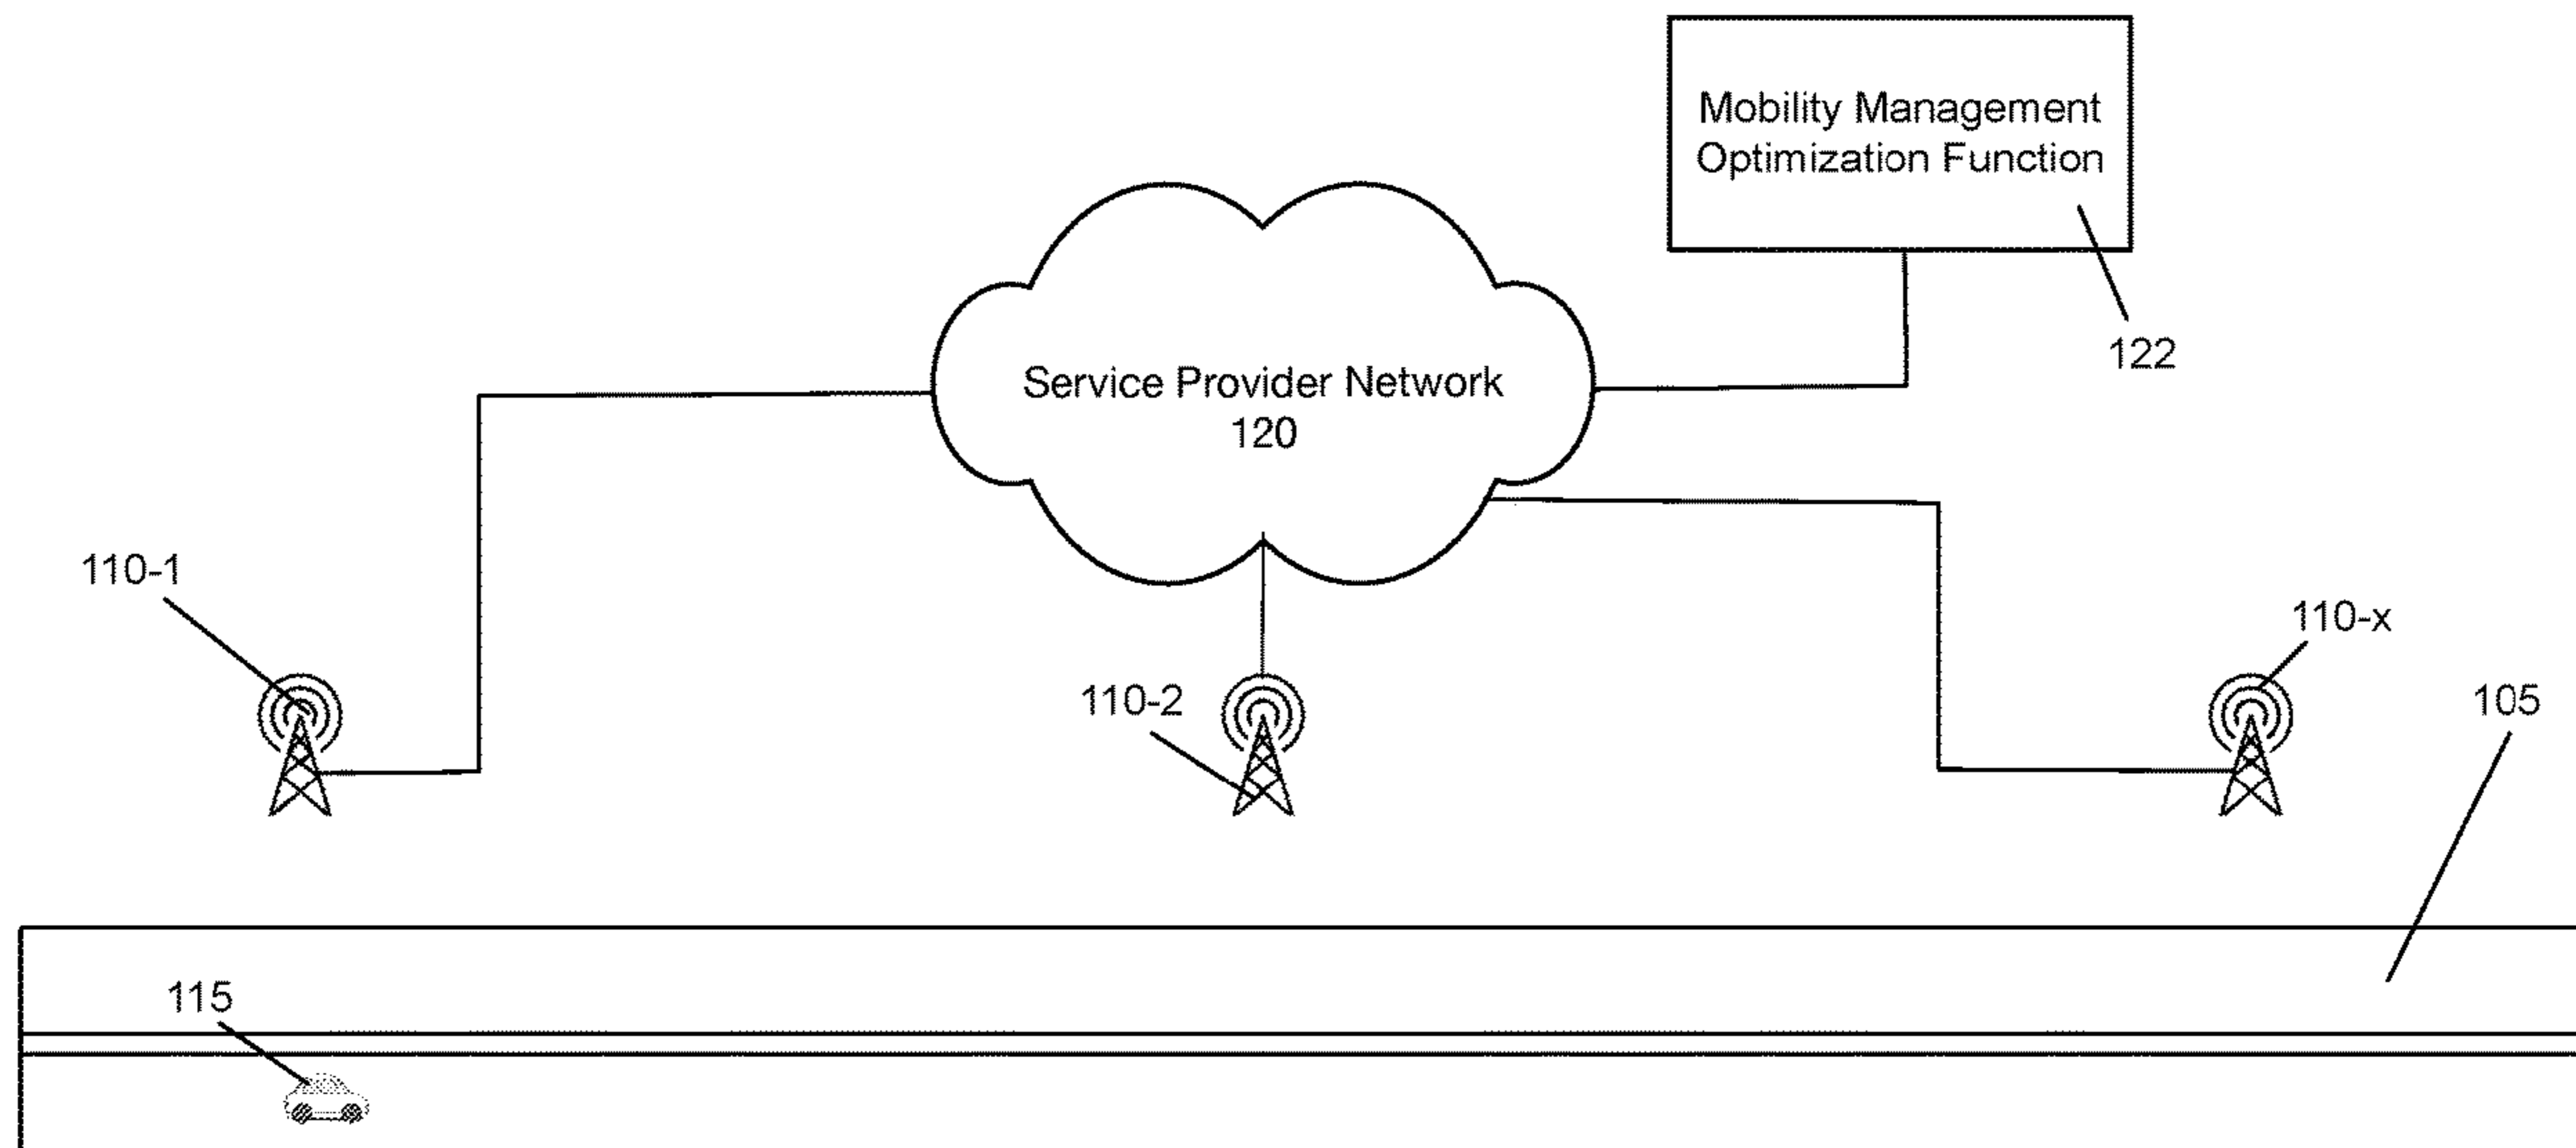 Mobility Management
Optimization Function
122
Service Provider Network
120
110-1
110-2
110-x
105
115